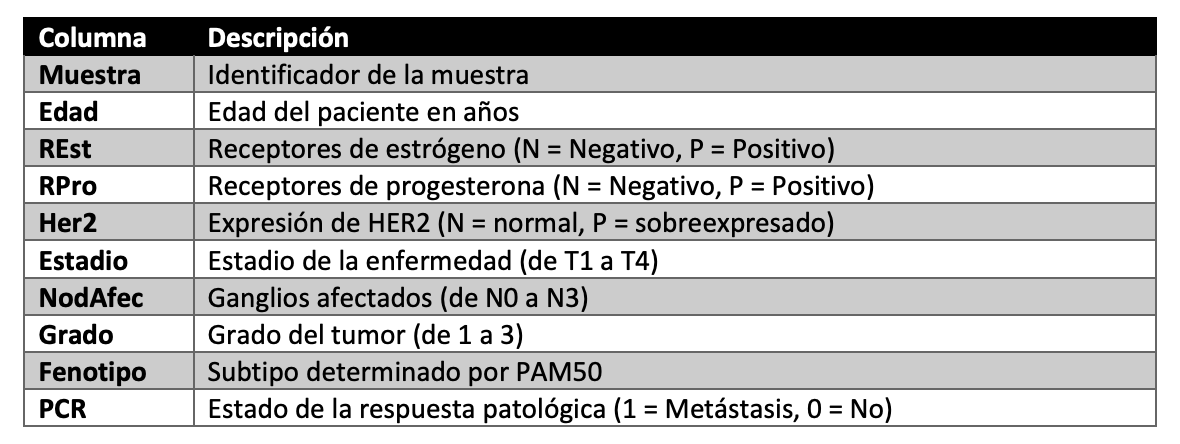 Columna Descripción
Muestra Identificador de la muestra
Edad Edad del paciente en años
REst Receptores de estrógeno (N = Negativo, P = Positivo)
RPro Receptores de progesterona (N = Negativo, P = Positivo)
Her2 Expresión de HER2 (N = normal, P = sobreexpresado)
Estadio Estadio de la enfermedad (de T1 a T4)
NodAfec Ganglios afectados (de N0 a N3)
Grado Grado del tumor (de 1 a 3)
Fenotipo Subtipo determinado por PAM50
PCR Estado de la respuesta patológica (1 = Metástasis, 0 = No)